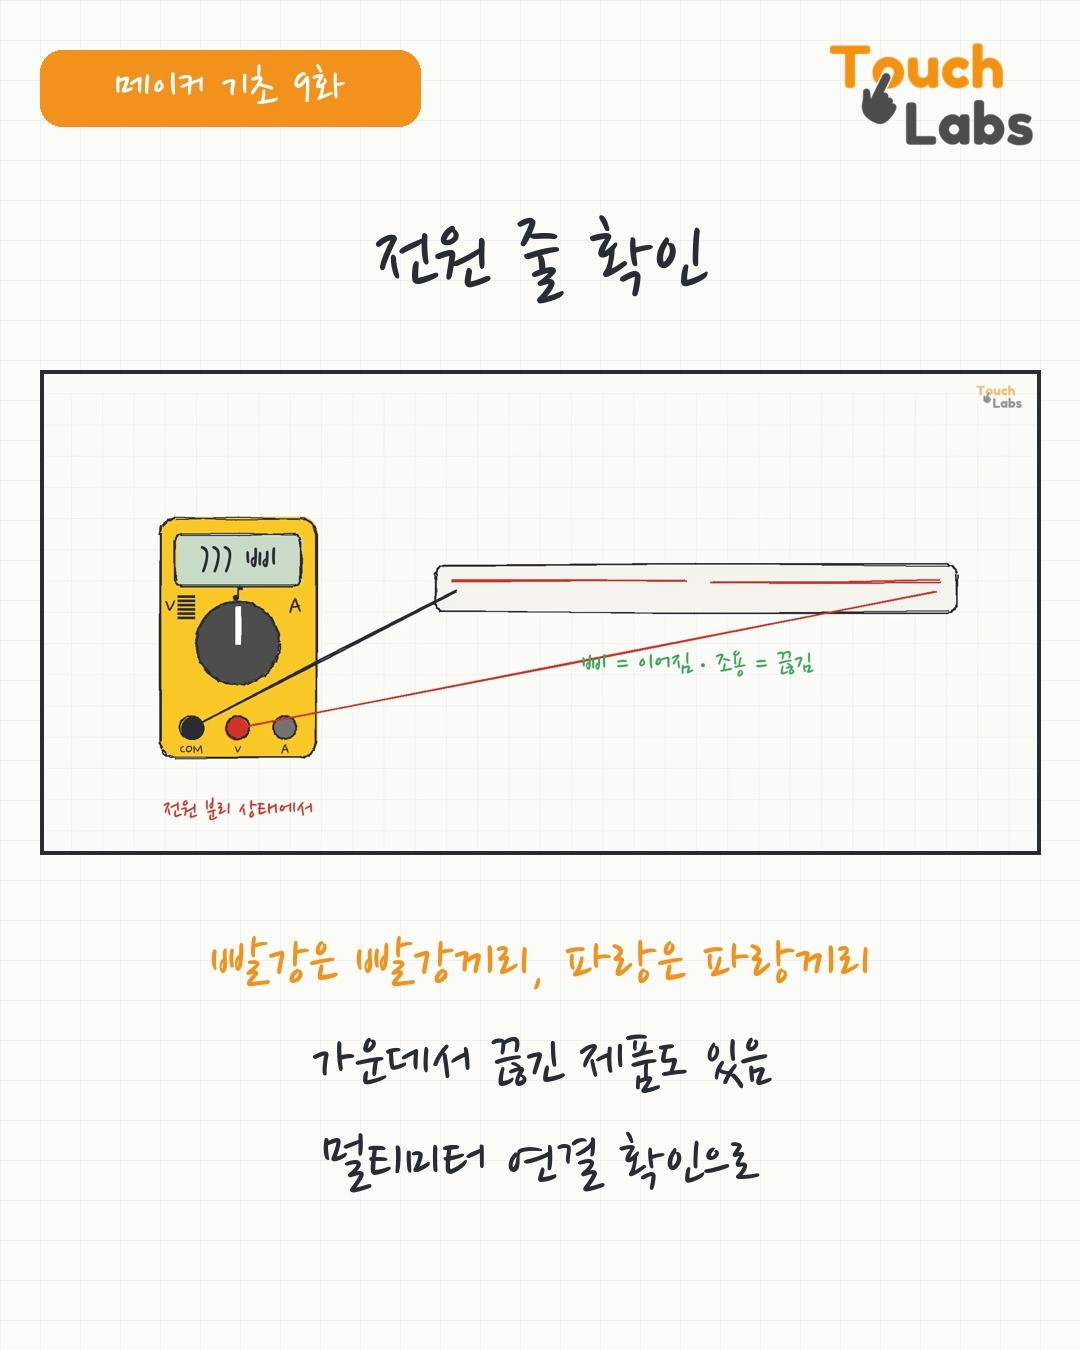 메이커 기초 9화
Touch
Labs
전원 줄 확인
Touch
Labs
))) 삐
V
A
COM V A
삐 = 이어짐 · 조용 = 끊김
전원 분리 상태에서
빨강은 빨강끼리, 파랑은 파랑끼리
가운데서 끊긴 제품도 있음
멀티미터 연결 확인으로